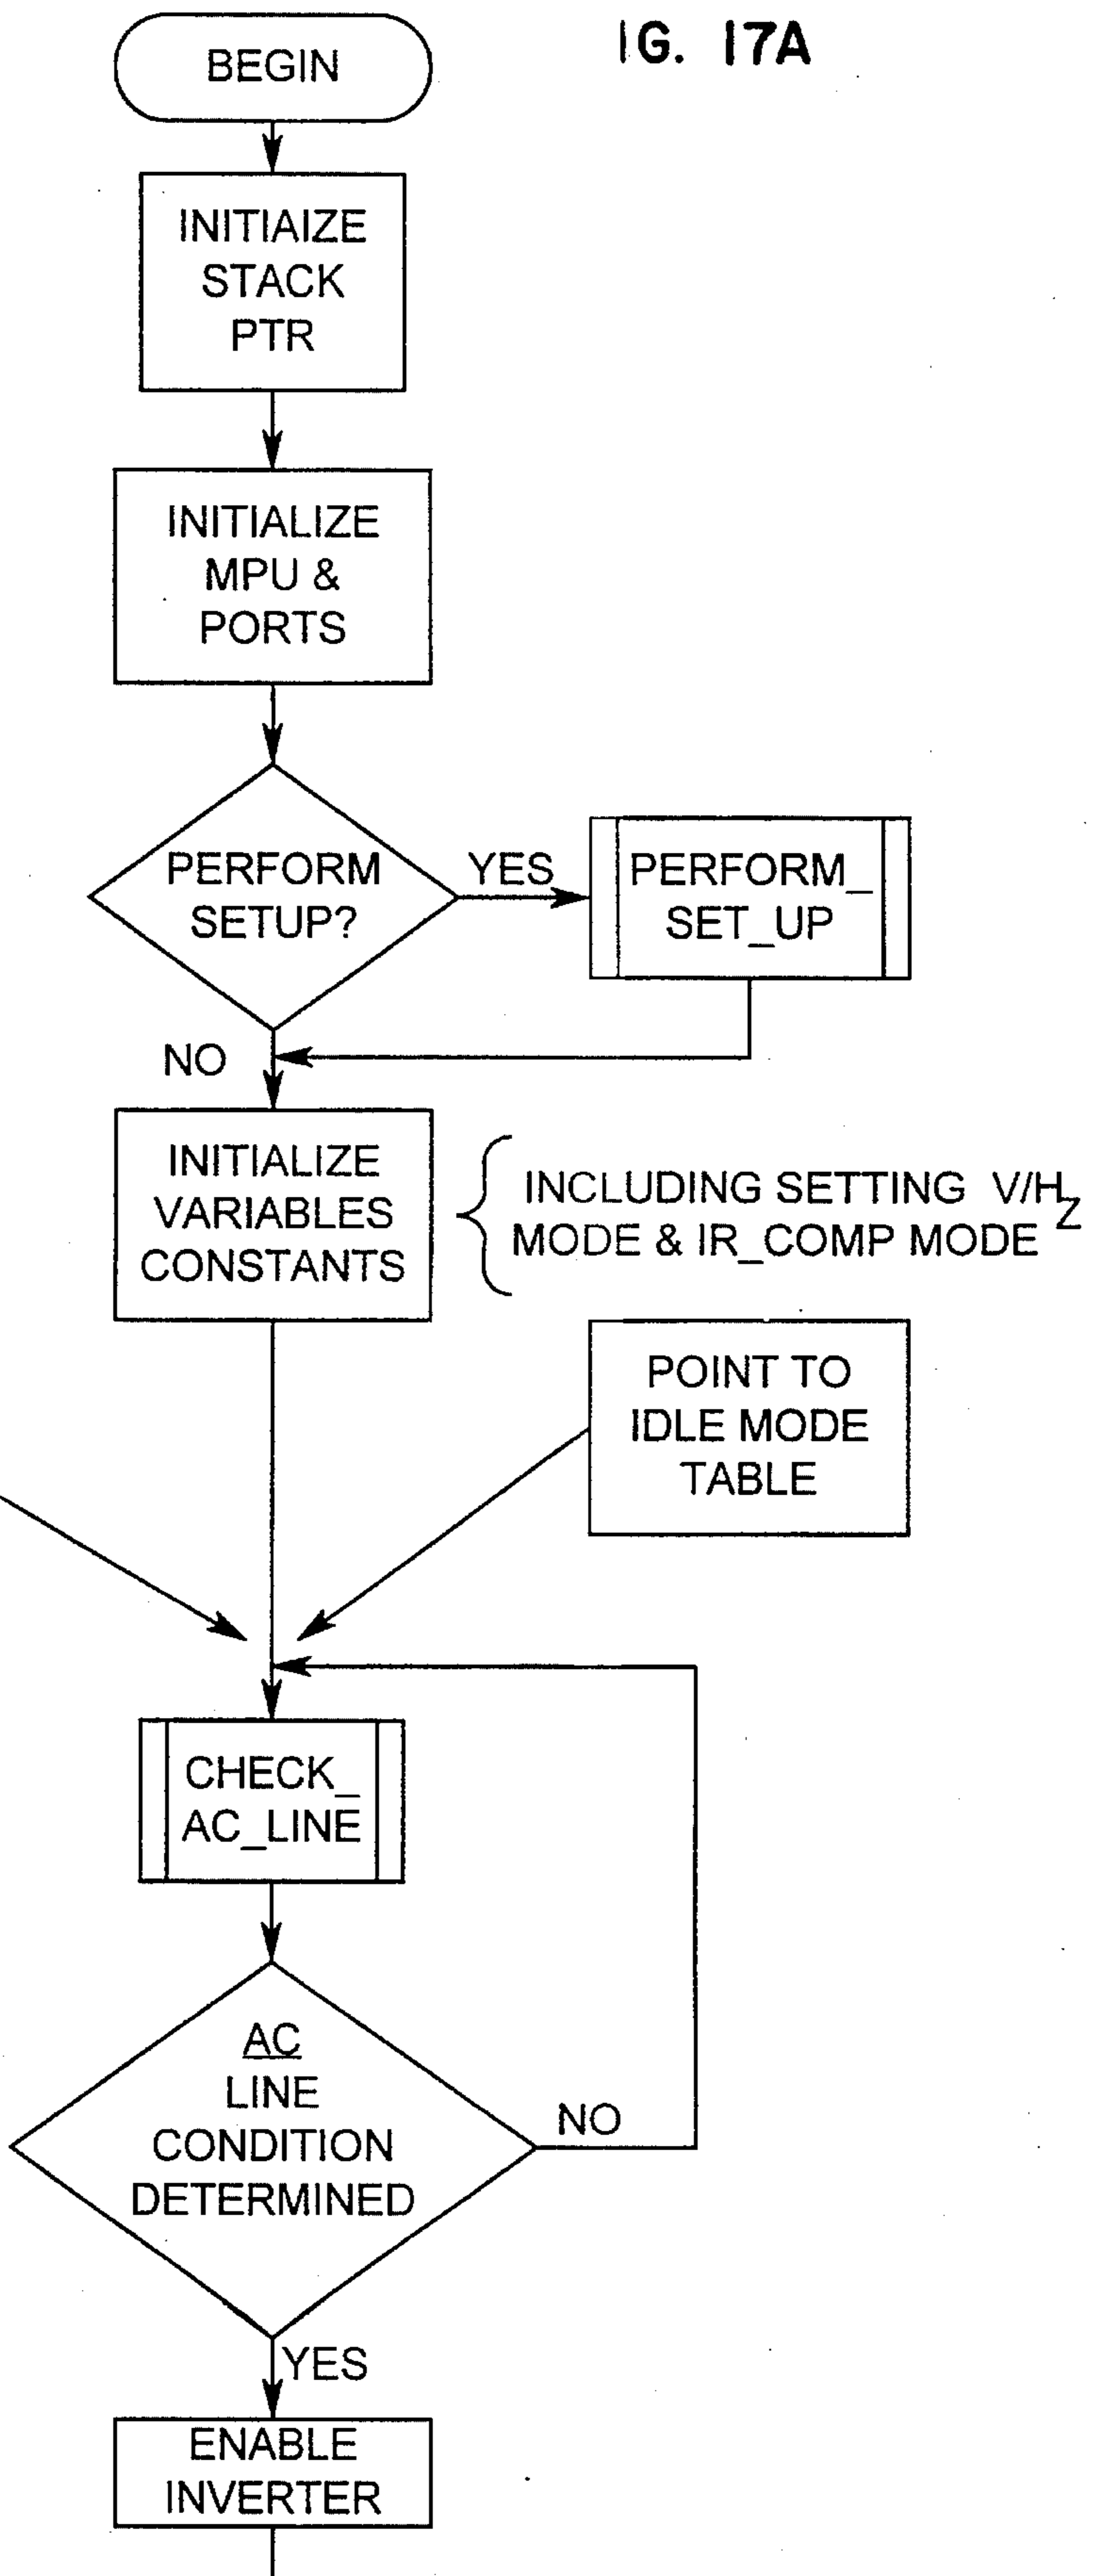 IG. 17A
BEGIN
INITIAIZE
STACK
PTR
INITIALIZE
MPU &
PORTS
PERFORM
SETUP?
YES
PERFORM_
SET_UP
NO
INITIALIZE
VARIABLES
CONSTANTS
INCLUDING SETTING V/HZ
MODE & IR_COMP MODE
POINT TO
IDLE MODE
TABLE
CHECK_
AC_LINE
AC
LINE
CONDITION
DETERMINED
NO
YES
ENABLE
INVERTER